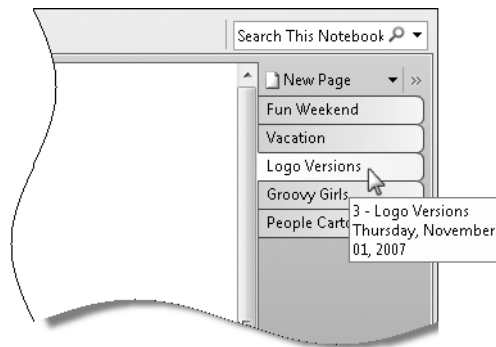 Search This Notebook
New Page
Fun Weekend
Vacation
Logo Versions
Groovy Girls
People Carto
3 - Logo Versions
Thursday, November
01, 2007